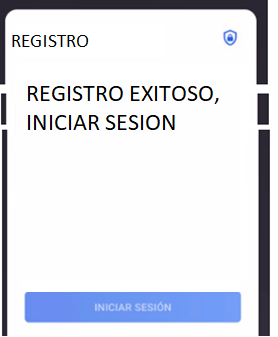 REGISTRO
REGISTRO EXITOSO,
INICIAR SESION
INICIAR SESIÓN